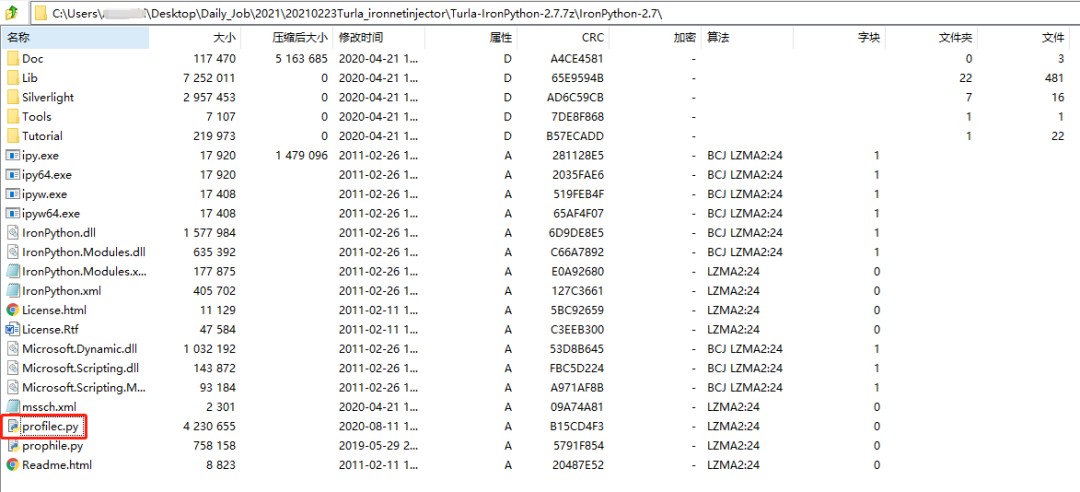 C:\Users\ \Desktop\Daily_Job\2021\20210223Turla_ironnetinjector\Turla-IronPython-2.7.7z\IronPython-2.7\
名称 大小 压缩后大小 修改时间 属性 CRC 加密 算法 字块 文件夹 文件
Doc 117 470 5 163 685 2020-04-21 1... D A4CE4581 - 0 3
Lib 7 252 011 0 2020-04-21 1... D 65E9594B - 22 481
Silverlight 2 957 453 0 2020-04-21 1... D AD6C59CB - 7 16
Tools 7 107 0 2020-04-21 1... D 7DE8F868 - 1 1
Tutorial 219 973 0 2020-04-21 1... D B57ECADD - 1 22
ipy.exe 17 920 1 479 096 2011-02-26 1... A 281128E5 - BCJ LZMA2:24 1
ipy64.exe 17 920 2011-02-26 1... A 2035FAE6 - BCJ LZMA2:24 1
ipyw.exe 17 408 2011-02-26 1... A 519FEB4F - BCJ LZMA2:24 1
ipyw64.exe 17 408 2011-02-26 1... A 65AF4F07 - BCJ LZMA2:24 1
IronPython.dll 1 577 984 2011-02-26 1... A 6D9DE8E5 - BCJ LZMA2:24 1
IronPython.Modules.dll 635 392 2011-02-26 1... A C66A7892 - BCJ LZMA2:24 1
IronPython.Modules.x... 177 875 2011-02-26 1... A E0A92680 - LZMA2:24 0
IronPython.xml 405 702 2011-02-26 1... A 127C3661 - LZMA2:24 0
License.html 11 129 2011-02-11 1... A 5BC92659 - LZMA2:24 0
License.Rtf 47 584 2011-02-11 1... A C3EEB300 - LZMA2:24 0
Microsoft.Dynamic.dll 1 032 192 2011-02-26 1... A 53D8B645 - BCJ LZMA2:24 1
Microsoft.Scripting.dll 143 872 2011-02-26 1... A FBC5D224 - BCJ LZMA2:24 1
Microsoft.Scripting.M... 93 184 2011-02-26 1... A A971AF8B - BCJ LZMA2:24 1
mssch.xml 2 301 2020-04-21 1... A 09A74A81 - LZMA2:24 0
profilec.py 4 230 655 2020-08-11 1... A B15CD4F3 - LZMA2:24 0
prophile.py 758 158 2019-05-29 2... A 5791F854 - LZMA2:24 0
Readme.html 8 823 2011-02-11 1... A 20487E52 - LZMA2:24 0